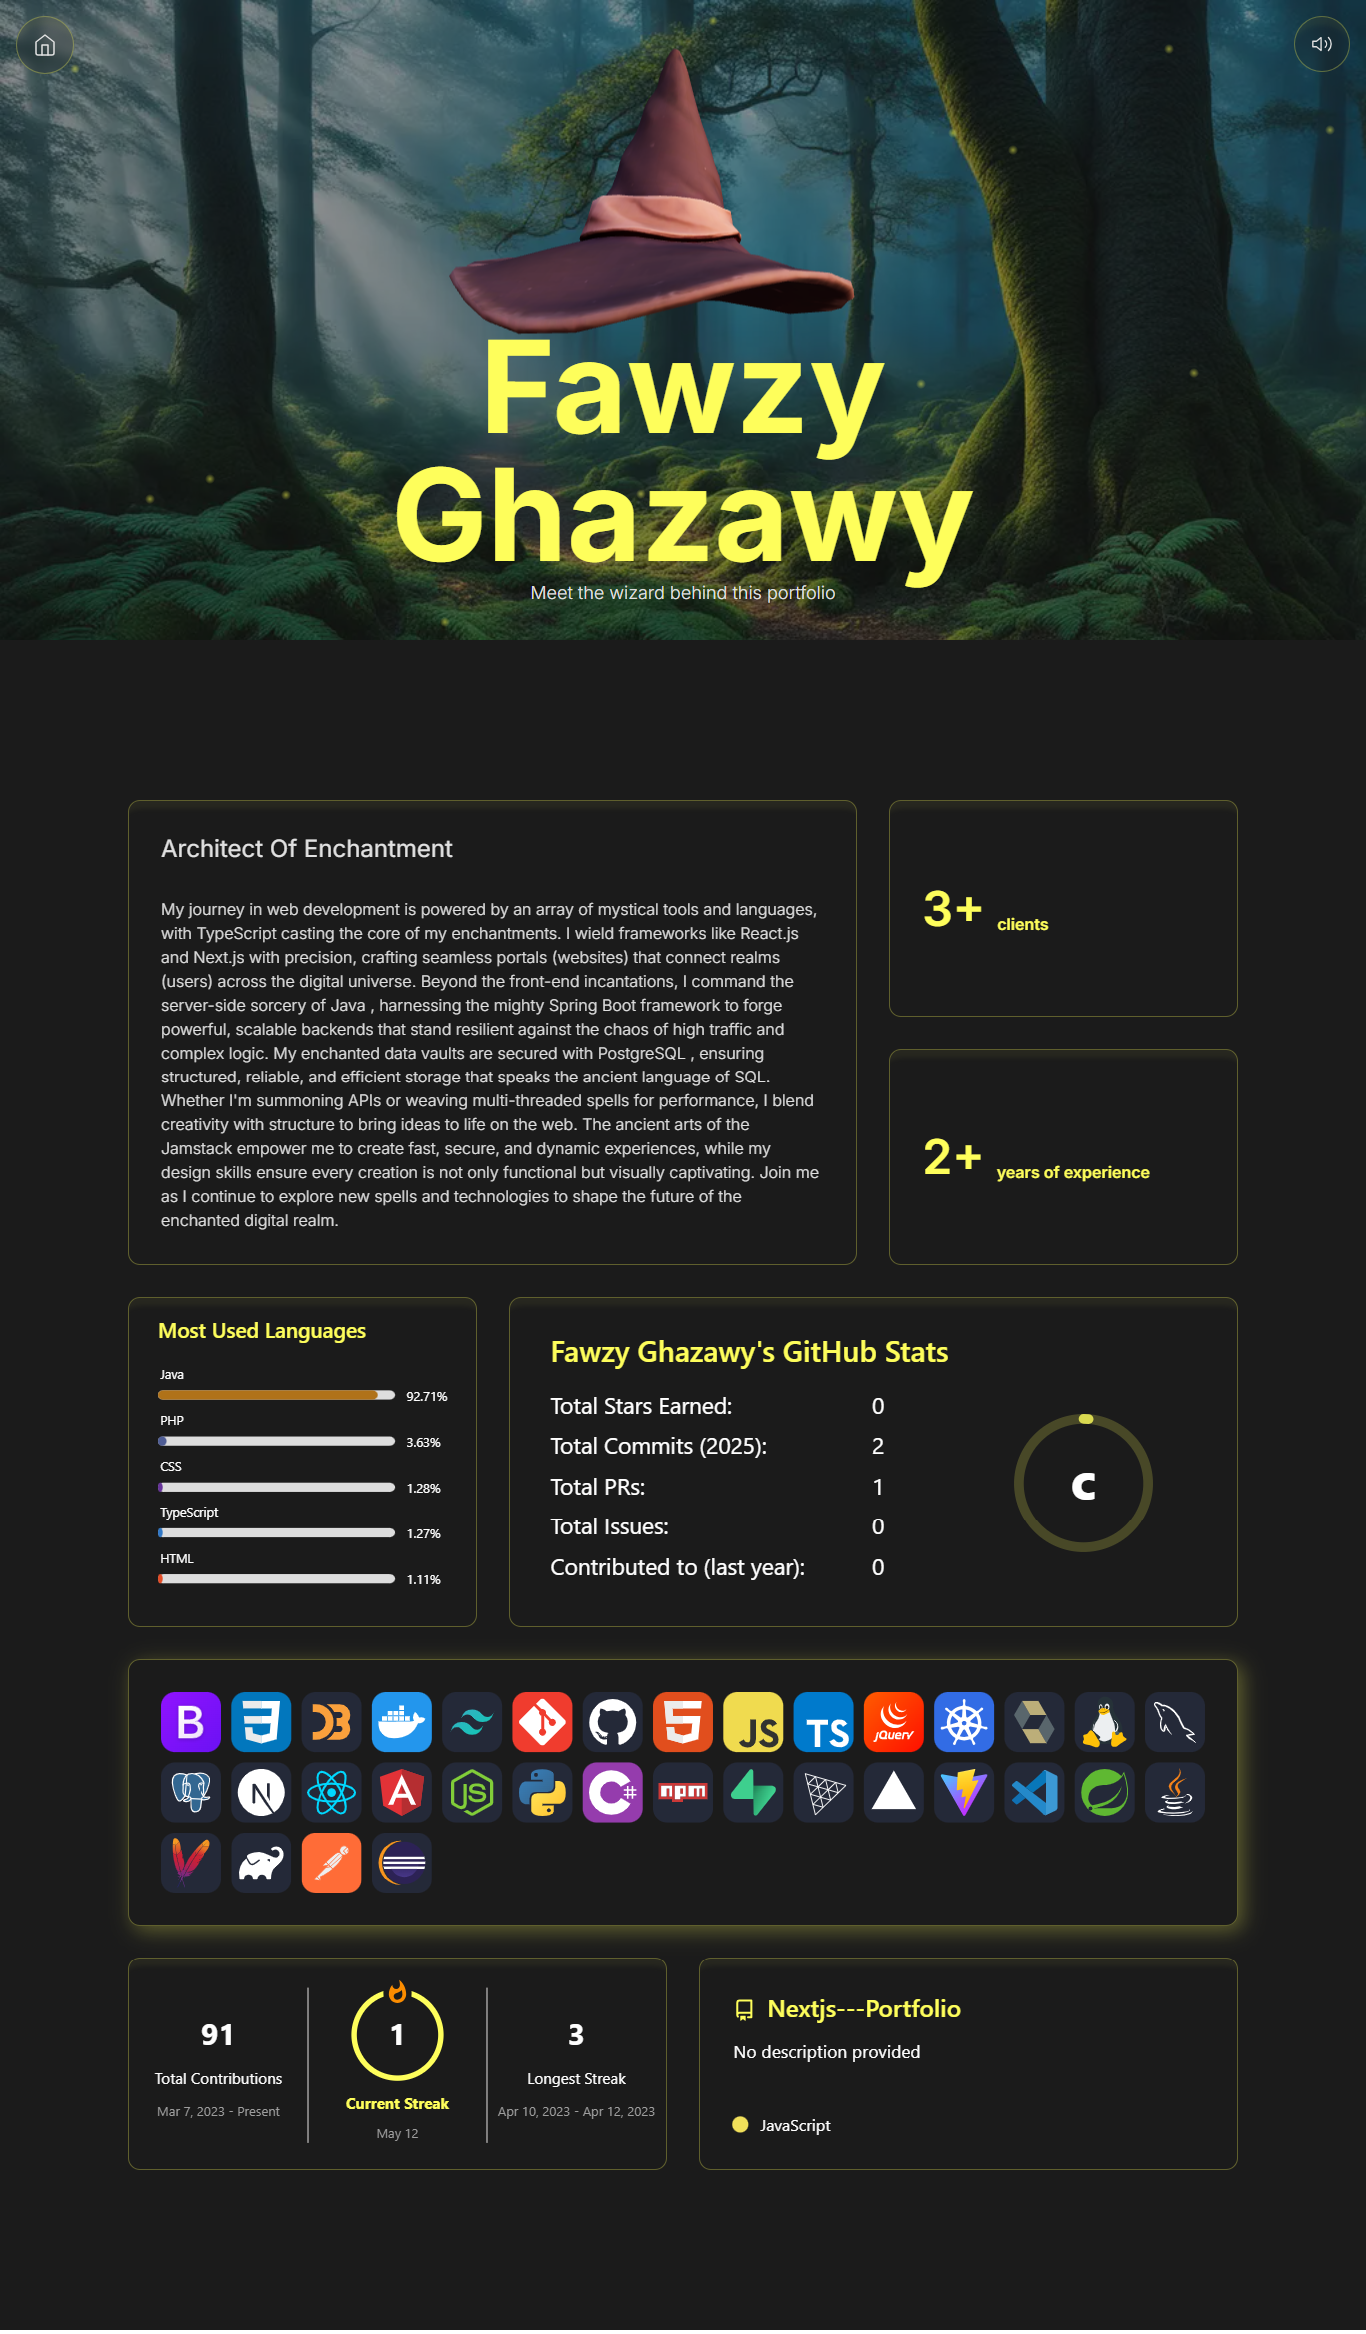 Fawzy
Ghazawy
Meet the wizard behind this portfolio
Architect Of Enchantment
My journey in web development is powered by an array of mystical tools and languages,
with TypeScript casting the core of my enchantments. I wield frameworks like React.js
and Next.js with precision, crafting seamless portals (websites) that connect realms
(users) across the digital universe. Beyond the front-end incantations, I command the
server-side sorcery of Java , harnessing the mighty Spring Boot framework to forge
powerful, scalable backends that stand resilient against the chaos of high traffic and
complex logic. My enchanted data vaults are secured with PostgreSQL , ensuring
structured, reliable, and efficient storage that speaks the ancient language of SQL.
Whether I'm summoning APIs or weaving multi-threaded spells for performance, I blend
creativity with structure to bring ideas to life on the web. The ancient arts of the
Jamstack empower me to create fast, secure, and dynamic experiences, while my
design skills ensure every creation is not only functional but visually captivating. Join me
as I continue to explore new spells and technologies to shape the future of the
enchanted digital realm.
3+ clients
2+ years of experience
Most Used Languages
Java
92.71%
PHP
3.63%
CSS
1.28%
TypeScript
1.27%
HTML
1.11%
Fawzy Ghazawy's GitHub Stats
Total Stars Earned: 0
Total Commits (2025): 2
Total PRs: 1
Total Issues: 0
Contributed to (last year): 0
C
B 3 D3 5 JS TS jQuery
N A JS C# npm
91
Total Contributions
Mar 7, 2023 - Present
1
Current Streak
May 12
3
Longest Streak
Apr 10, 2023 - Apr 12, 2023
Nextjs---Portfolio
No description provided
JavaScript